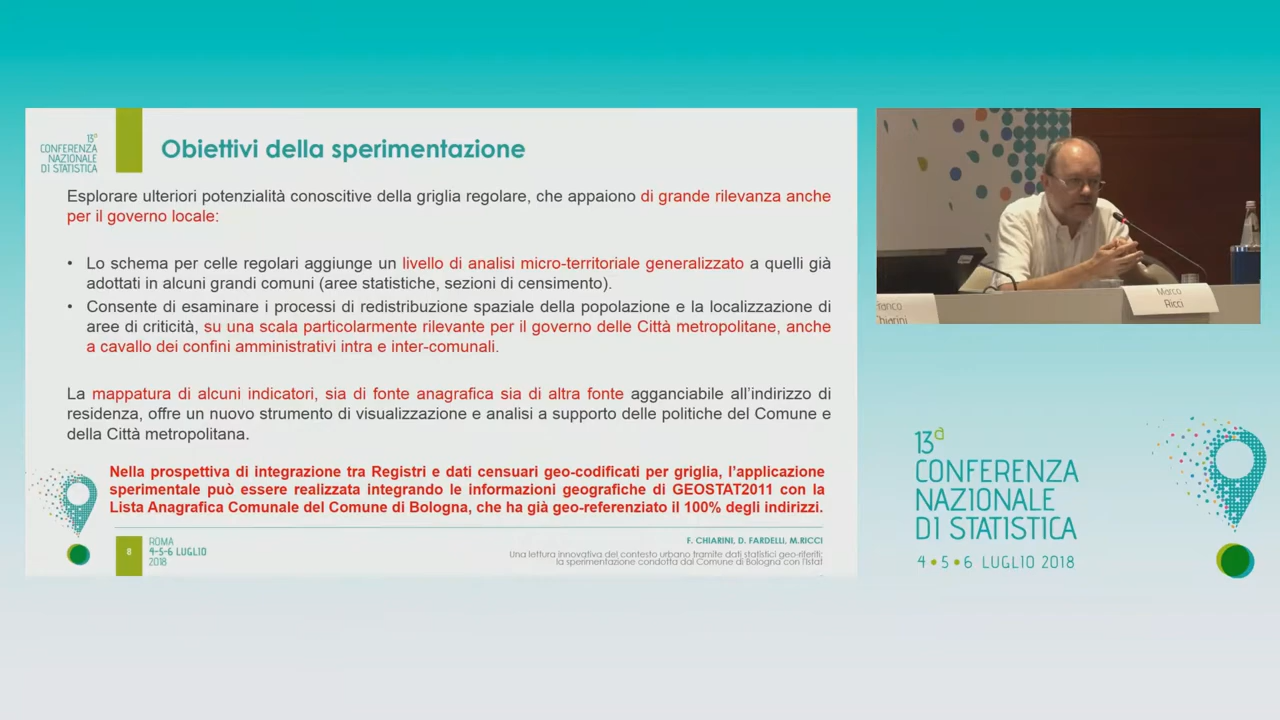 13ª
CONFERENZA
NAZIONALE
DI STATISTICA
Obiettivi della sperimentazione
Esplorare ulteriori potenzialità conoscitive della griglia regolare, che appaiono di grande rilevanza anche
per il governo locale:
• Lo schema per celle regolari aggiunge un livello di analisi micro-territoriale generalizzato a quelli già
adottati in alcuni grandi comuni (aree statistiche, sezioni di censimento).
• Consente di esaminare i processi di redistribuzione spaziale della popolazione e la localizzazione di
aree di criticità, su una scala particolarmente rilevante per il governo delle Città metropolitane, anche
a cavallo dei confini amministrativi intra e inter-comunali.
La mappatura di alcuni indicatori, sia di fonte anagrafica sia di altra fonte agganciabile all'indirizzo di
residenza, offre un nuovo strumento di visualizzazione e analisi a supporto delle politiche del Comune e
della Città metropolitana.
Nella prospettiva di integrazione tra Registri e dati censuari geo-codificati per griglia, l'applicazione
sperimentale può essere realizzata integrando le informazioni geografiche di GEOSTAT2011 con la
Lista Anagrafica Comunale del Comune di Bologna, che ha già geo-referenziato il 100% degli indirizzi.
8
ROMA
4-5-6 LUGLIO
2018
F. CHIARINI, D. FARDELLI, M.RICCI
Una lettura innovativa del contesto urbano tramite dati statistici geo-riferiti:
la sperimentazione condotta dal Comune di Bologna con l'Istat
Franco
Chiarini
Marco
Ricci
13ª
CONFERENZA
NAZIONALE
DI STATISTICA
4 • 5 • 6 LUGLIO 2018